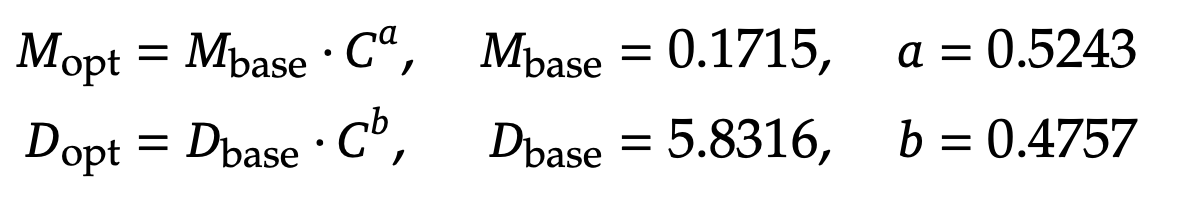 M_opt = M_base · C^a, M_base = 0.1715, a = 0.5243
D_opt = D_base · C^b, D_base = 5.8316, b = 0.4757